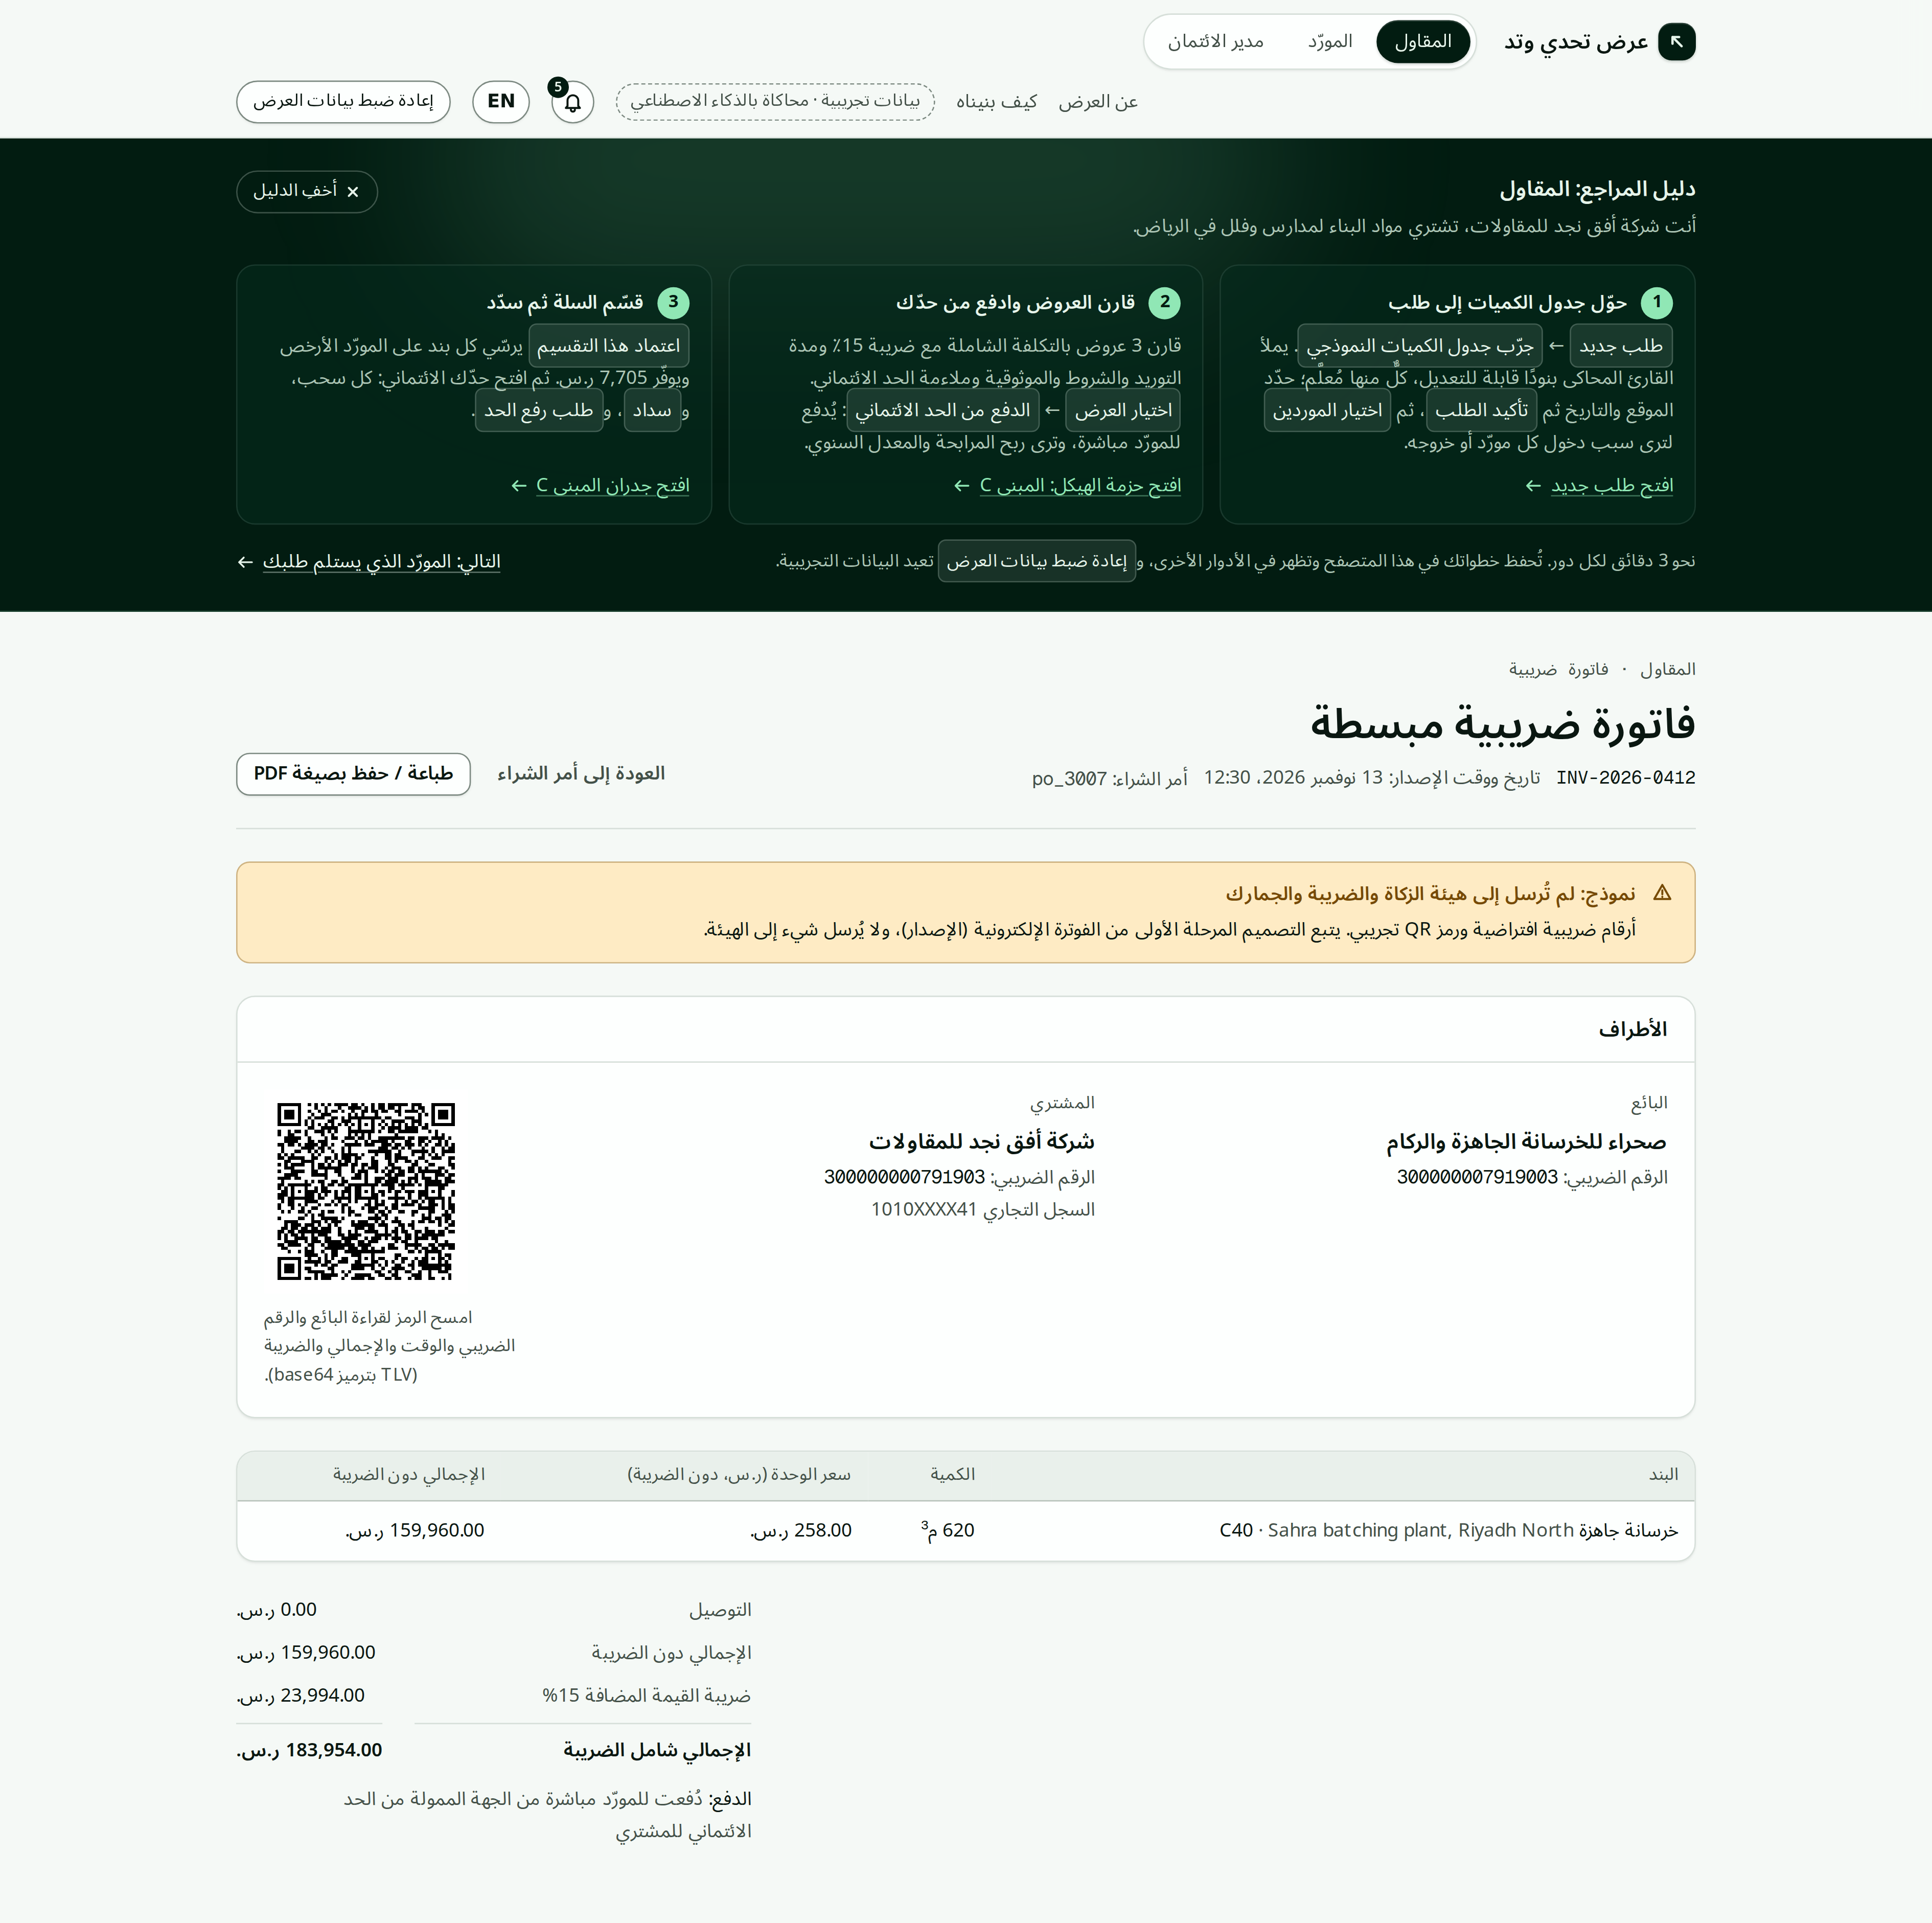 عرض تحدي وتد
المقاول
المورّد
مدير الائتمان
عن العرض
كيف بنيناه
بيانات تجريبية · محاكاة بالذكاء الاصطناعي
5
EN
إعادة ضبط بيانات العرض
دليل المراجع: المقاول
أنت شركة أفق نجد للمقاولات، تشتري مواد البناء لمدارس وفلل في الرياض.
× أخفِ الدليل
1 حوّل جدول الكميات إلى طلب
طلب جديد ← جرّب جدول الكميات النموذجي. يملأ
القارئ المحاكى بنودًا قابلة للتعديل، كلٌّ منها مُعلَّم؛ حدّد
الموقع والتاريخ ثم تأكيد الطلب، ثم اختيار الموردين
لترى سبب دخول كل مورّد أو خروجه.
افتح طلب جديد ←
2 قارن العروض وادفع من حدّك
قارن 3 عروض بالتكلفة الشاملة مع ضريبة 15٪ ومدة
التوريد والشروط والموثوقية وملاءمة الحد الائتماني.
اختيار العرض ← الدفع من الحد الائتماني: يُدفع
للمورّد مباشرة، وترى ربح المرابحة والمعدل السنوي.
افتح حزمة الهيكل: المبنى C ←
3 قسّم السلة ثم سدّد
اعتماد هذا التقسيم يرسّي كل بند على المورّد الأرخص
ويوفّر 7,705 ر.س. ثم افتح حدّك الائتماني: كل سحب،
وسداد، وطلب رفع الحد.
افتح جدران المبنى C ←
نحو 3 دقائق لكل دور. تُحفظ خطواتك في هذا المتصفح وتظهر في الأدوار الأخرى، وإعادة ضبط بيانات العرض تعيد البيانات التجريبية.
التالي: المورّد الذي يستلم طلبك ←
المقاول · فاتورة ضريبية
فاتورة ضريبية مبسطة
INV-2026-0412 تاريخ ووقت الإصدار: 13 نوفمبر 2026، 12:30 أمر الشراء: po_3007
العودة إلى أمر الشراء
طباعة / حفظ بصيغة PDF
نموذج: لم تُرسل إلى هيئة الزكاة والضريبة والجمارك
أرقام ضريبية افتراضية ورمز QR تجريبي. يتبع التصميم المرحلة الأولى من الفوترة الإلكترونية (الإصدار)، ولا يُرسل شيء إلى الهيئة.
الأطراف
البائع
صحراء للخرسانة الجاهزة والركام
الرقم الضريبي: 300000007919003
المشتري
شركة أفق نجد للمقاولات
الرقم الضريبي: 300000000791903
السجل التجاري 1010XXXX41
امسح الرمز لقراءة البائع والرقم
الضريبي والوقت والإجمالي والضريبة
(TLV بترميز base64).
البند الكمية سعر الوحدة (ر.س، دون الضريبة) الإجمالي دون الضريبة
خرسانة جاهزة C40 · Sahra batching plant, Riyadh North 620 م³ 258.00 ر.س. 159,960.00 ر.س.
التوصيل 0.00 ر.س.
الإجمالي دون الضريبة 159,960.00 ر.س.
ضريبة القيمة المضافة 15% 23,994.00 ر.س.
الإجمالي شامل الضريبة 183,954.00 ر.س.
الدفع: دُفعت للمورّد مباشرة من الجهة الممولة من الحد
الائتماني للمشتري